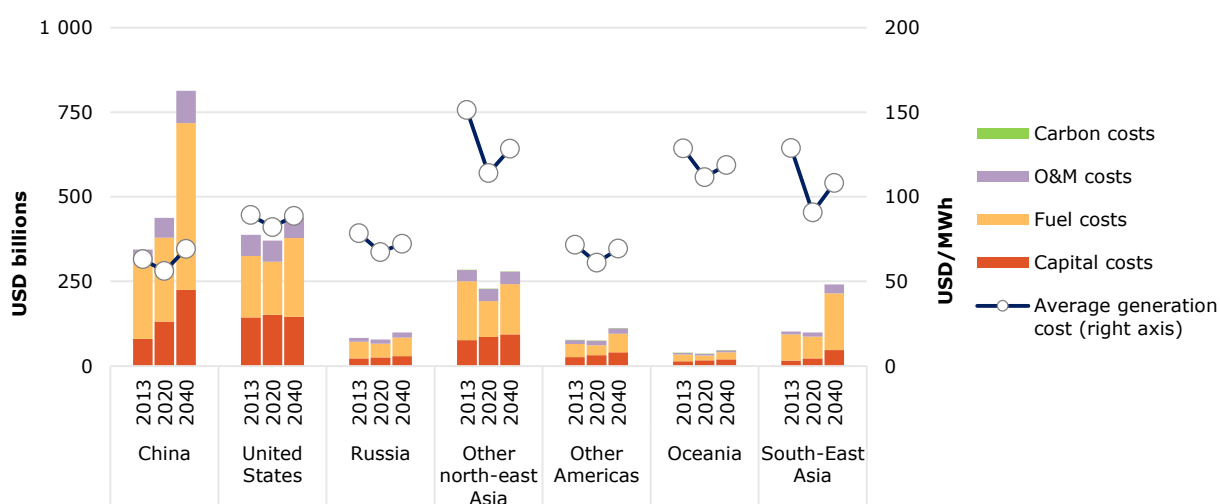 1 000
750
500
250
0
USD billions
200
150
100
50
0
USD/MWh
2013
2020
2040
2013
2020
2040
2013
2020
2040
2013
2020
2040
2013
2020
2040
2013
2020
2040
2013
2020
2040
China
United
States
Russia
Other
north-east
Asia
Other
Americas
Oceania
South-East
Asia
Carbon costs
O&M costs
Fuel costs
Capital costs
Average generation
cost (right axis)